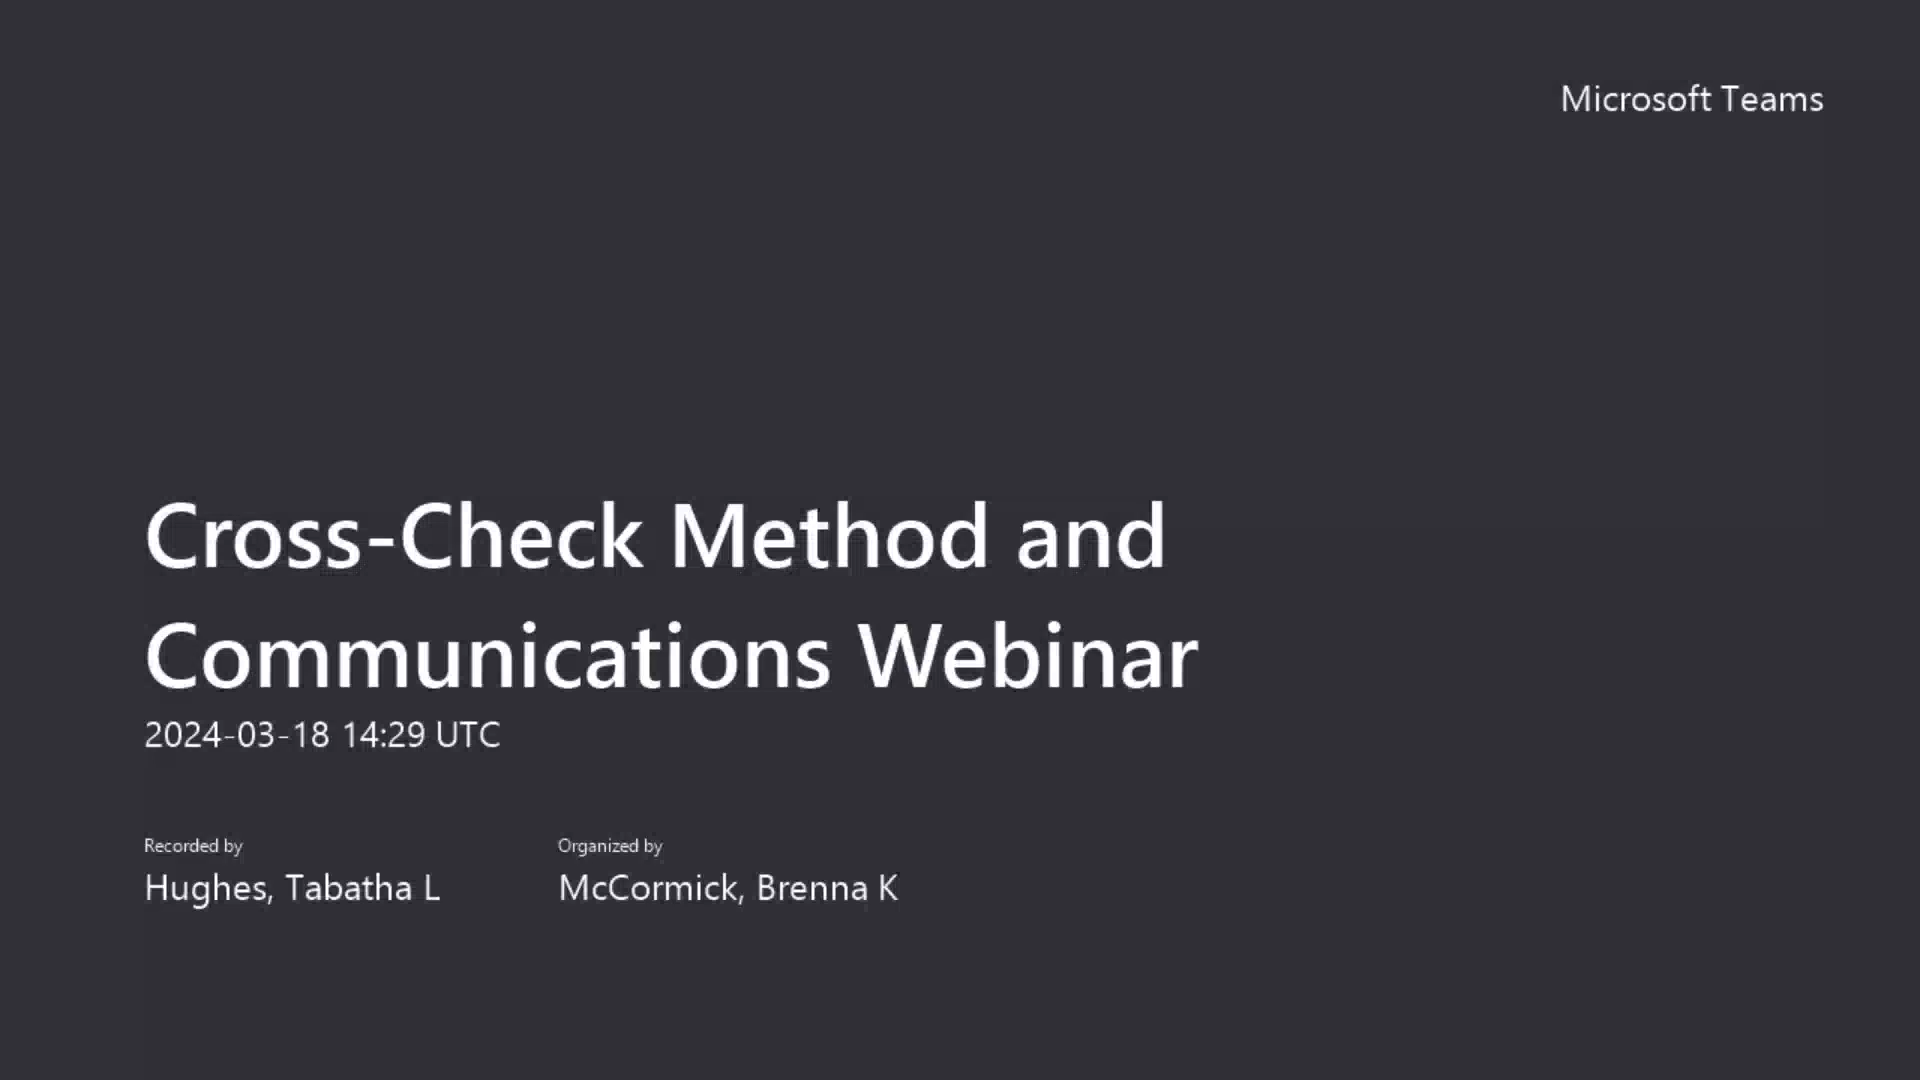 Microsoft Teams
Cross-Check Method and
Communications Webinar
2024-03-18 14:29 UTC
Recorded by
Hughes, Tabatha L
Organized by
McCormick, Brenna K